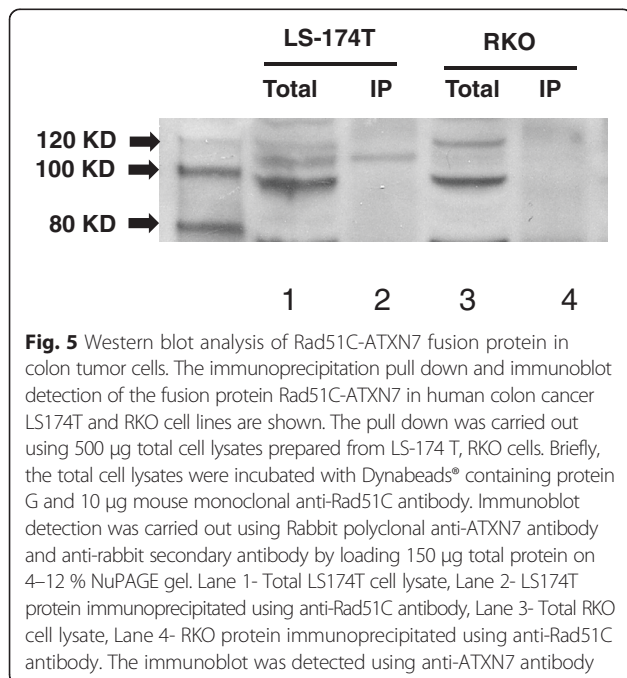 LS-174T RKO
Total IP Total IP
120 KD
100 KD
80 KD
1 2 3 4
Fig. 5 Western blot analysis of Rad51C-ATXN7 fusion protein in
colon tumor cells. The immunoprecipitation pull down and immunoblot
detection of the fusion protein Rad51C-ATXN7 in human colon cancer
LS174T and RKO cell lines are shown. The pull down was carried out
using 500 μg total cell lysates prepared from LS-174 T, RKO cells. Briefly,
the total cell lysates were incubated with Dynabeads® containing protein
G and 10 μg mouse monoclonal anti-Rad51C antibody. Immunoblot
detection was carried out using Rabbit polyclonal anti-ATXN7 antibody
and anti-rabbit secondary antibody by loading 150 μg total protein on
4–12 % NuPAGE gel. Lane 1- Total LS174T cell lysate, Lane 2- LS174T
protein immunoprecipitated using anti-Rad51C antibody, Lane 3- Total RKO
cell lysate, Lane 4- RKO protein immunoprecipitated using anti-Rad51C
antibody. The immunoblot was detected using anti-ATXN7 antibody